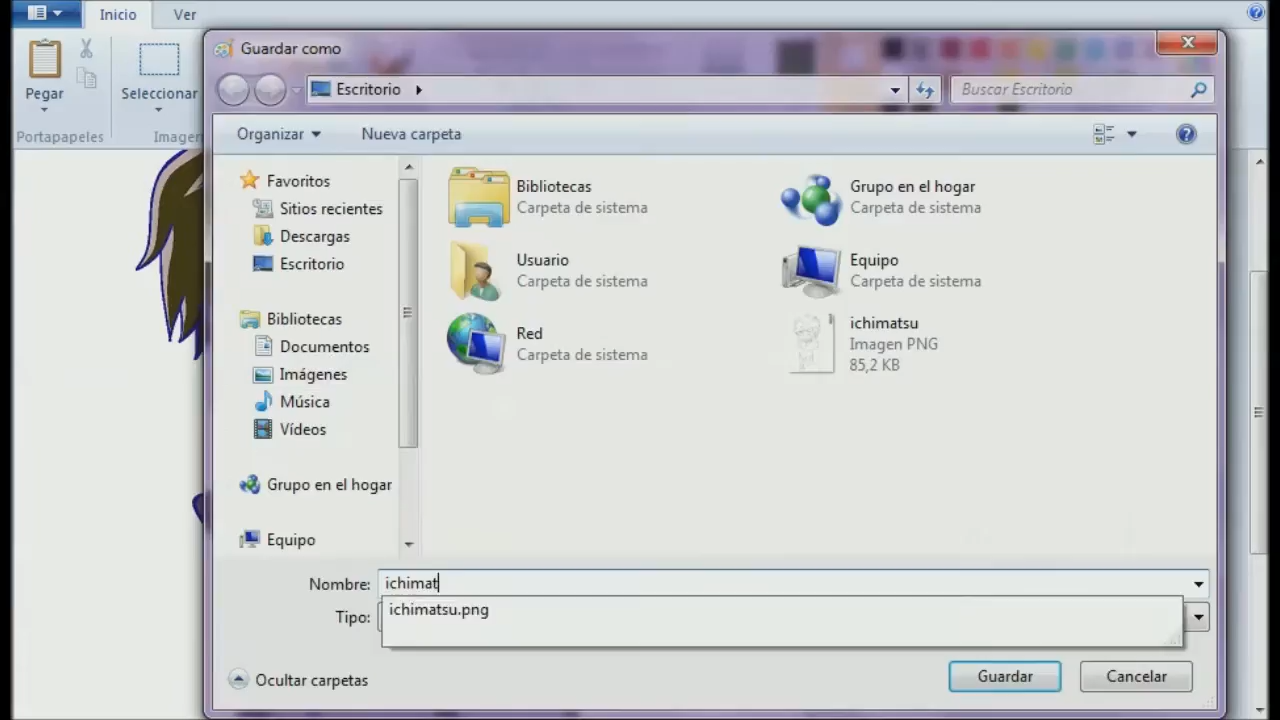 Inicio
Ver
Pegar
Seleccionar
Portapapeles
Imagen
Guardar como
Escritorio
Buscar Escritorio
Organizar
Nueva carpeta
Favoritos
Sitios recientes
Descargas
Escritorio
Bibliotecas
Documentos
Imágenes
Música
Vídeos
Grupo en el hogar
Equipo
Bibliotecas
Carpeta de sistema
Grupo en el hogar
Carpeta de sistema
Usuario
Carpeta de sistema
Equipo
Carpeta de sistema
Red
Carpeta de sistema
ichimatsu
Imagen PNG
85,2 KB
Nombre:
ichimat
ichimatsu.png
Tipo:
Ocultar carpetas
Guardar
Cancelar